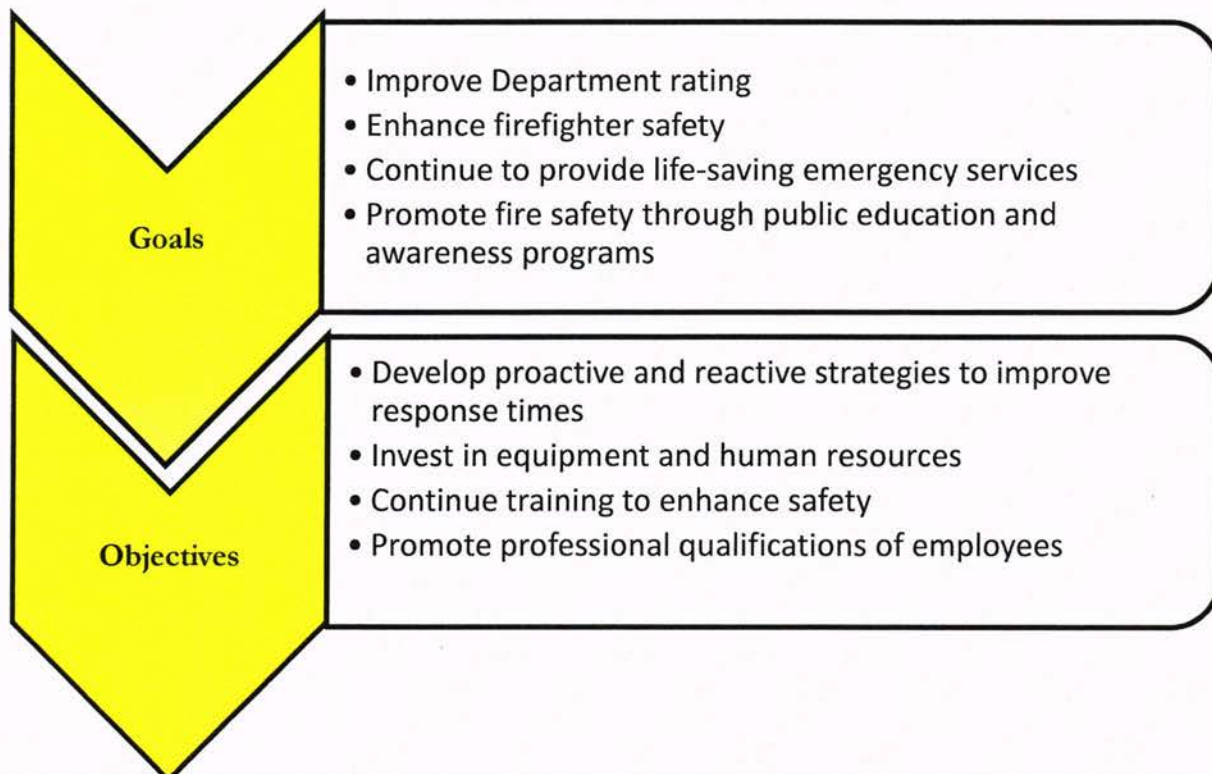 Goals
• Improve Department rating
• Enhance firefighter safety
• Continue to provide life-saving emergency services
• Promote fire safety through public education and
awareness programs
Objectives
• Develop proactive and reactive strategies to improve
response times
• Invest in equipment and human resources
• Continue training to enhance safety
• Promote professional qualifications of employees